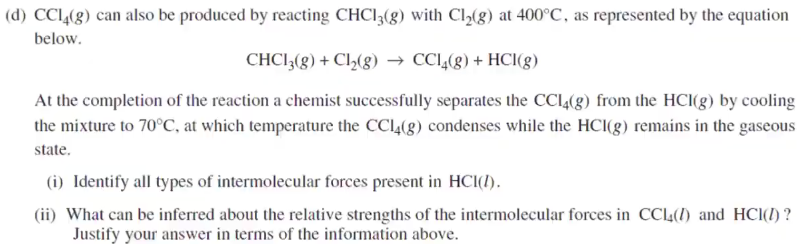 (d) CCl₄(g) can also be produced by reacting CHCl₃(g) with Cl₂(g) at 400°C, as represented by the equation
below.
CHCl₃(g) + Cl₂(g) → CCl₄(g) + HCl(g)
At the completion of the reaction a chemist successfully separates the CCl₄(g) from the HCl(g) by cooling
the mixture to 70°C, at which temperature the CCl₄(g) condenses while the HCl(g) remains in the gaseous
state.
(i) Identify all types of intermolecular forces present in HCl(l).
(ii) What can be inferred about the relative strengths of the intermolecular forces in CCl₄(l) and HCl(l) ?
Justify your answer in terms of the information above.